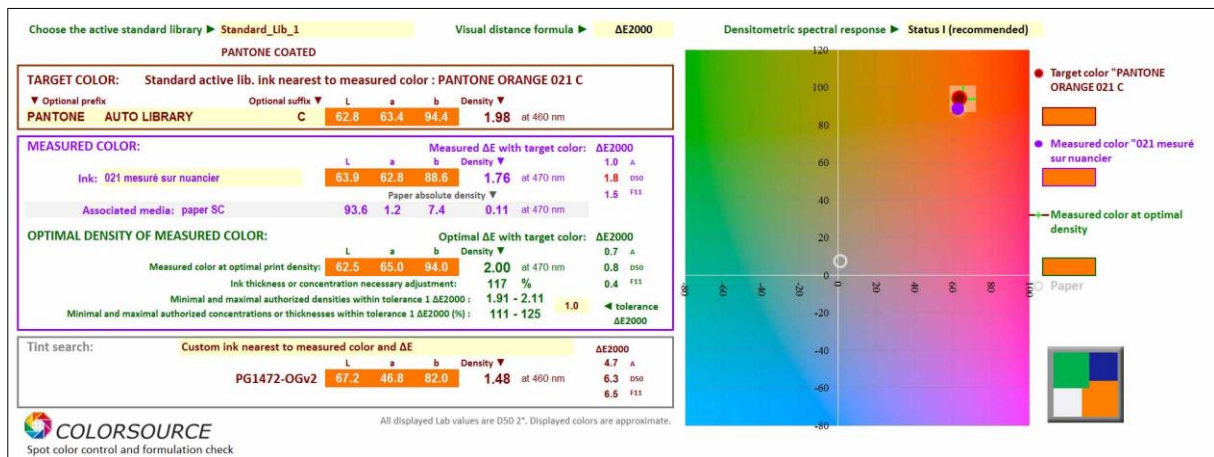 Choose the active standard library ► Standard_Lib_1 Visual distance formula ► ΔE2000 Densitometric spectral response ► Status I (recommended)
PANTONE COATED
TARGET COLOR: Standard active lib. ink nearest to measured color : PANTONE ORANGE 021 C
▼ Optional prefix Optional suffix ▼ L a b Density ▼
PANTONE AUTO LIBRARY C 62.8 63.4 94.4 1.98 at 460 nm
MEASURED COLOR: Measured ΔE with target color: ΔE2000
L a b Density ▼ 1.0 A
Ink: 021 mesuré sur nuancier 63.9 62.8 88.6 1.76 at 470 nm 1.8 D50
Paper absolute density ▼ 1.5 F11
Associated media: paper SC 93.6 1.2 7.4 0.11 at 470 nm
OPTIMAL DENSITY OF MEASURED COLOR: Optimal ΔE with target color: ΔE2000
L a b Density ▼ 0.7 A
Measured color at optimal print density: 62.5 65.0 94.0 2.00 at 470 nm 0.8 D50
Ink thickness or concentration necessary adjustment: 117 % 0.4 F11
Minimal and maximal authorized densities within tolerance 1 ΔE2000 : 1.91 - 2.11 1.0 ◄ tolerance
Minimal and maximal authorized concentrations or thicknesses within tolerance 1 ΔE2000 (%) : 111 - 125 ΔE2000
Tint search: Custom ink nearest to measured color and ΔE ΔE2000
L a b Density ▼ 4.7 A
PG1472-OGv2 67.2 46.8 82.0 1.48 at 460 nm 6.3 D50
6.5 F11
COLORSOURCE All displayed Lab values are D50 2°. Displayed colors are approximate.
Spot color control and formulation check
120
100
80
60
40
20
0
-20
-40
-60
-80
-80 -60 -40 -20 0 20 40 60 80 100
Target color "PANTONE
ORANGE 021 C
Measured color "021 mesuré
sur nuancier
Measured color at optimal
density
Paper